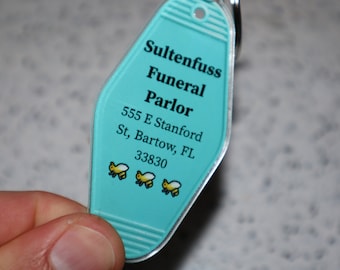 Sultenfuss
Funeral
Parlor
555 E Stanford
St, Bartow, FL
33830